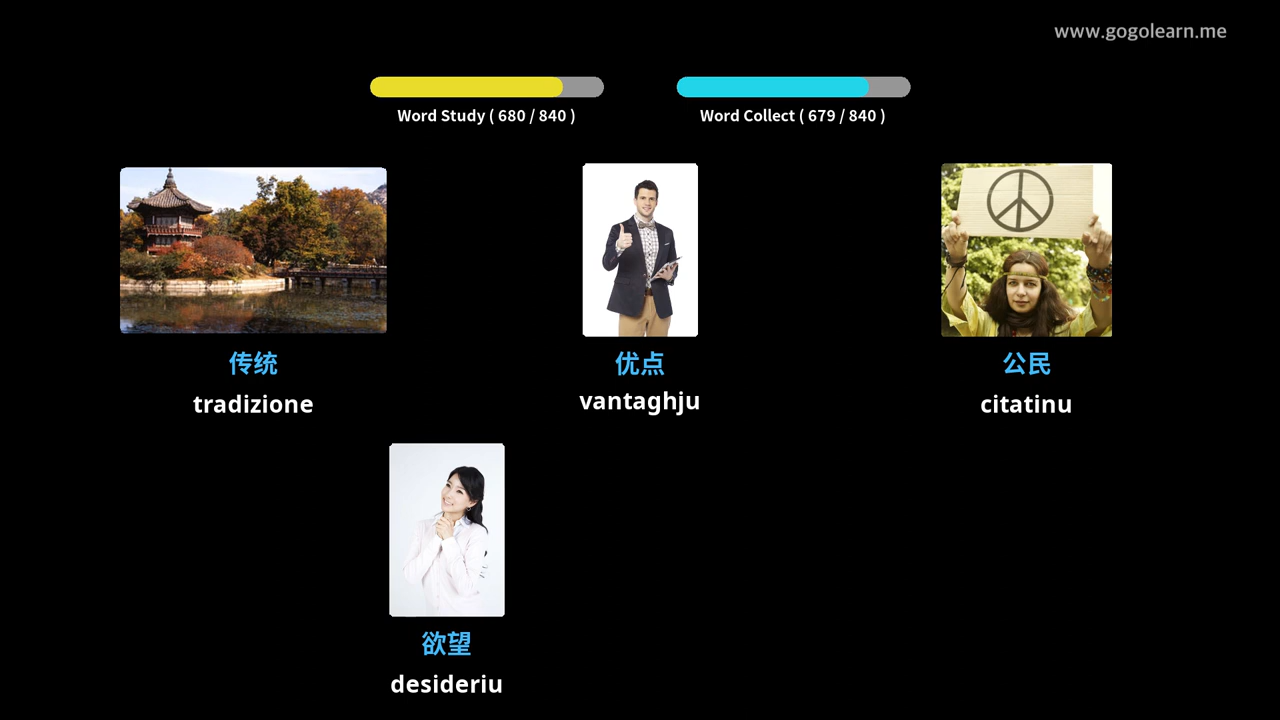 www.gogolearn.me
Word Study ( 680 / 840 )
Word Collect ( 679 / 840 )
传统
tradizione
优点
vantaghju
公民
citatinu
欲望
desideriu